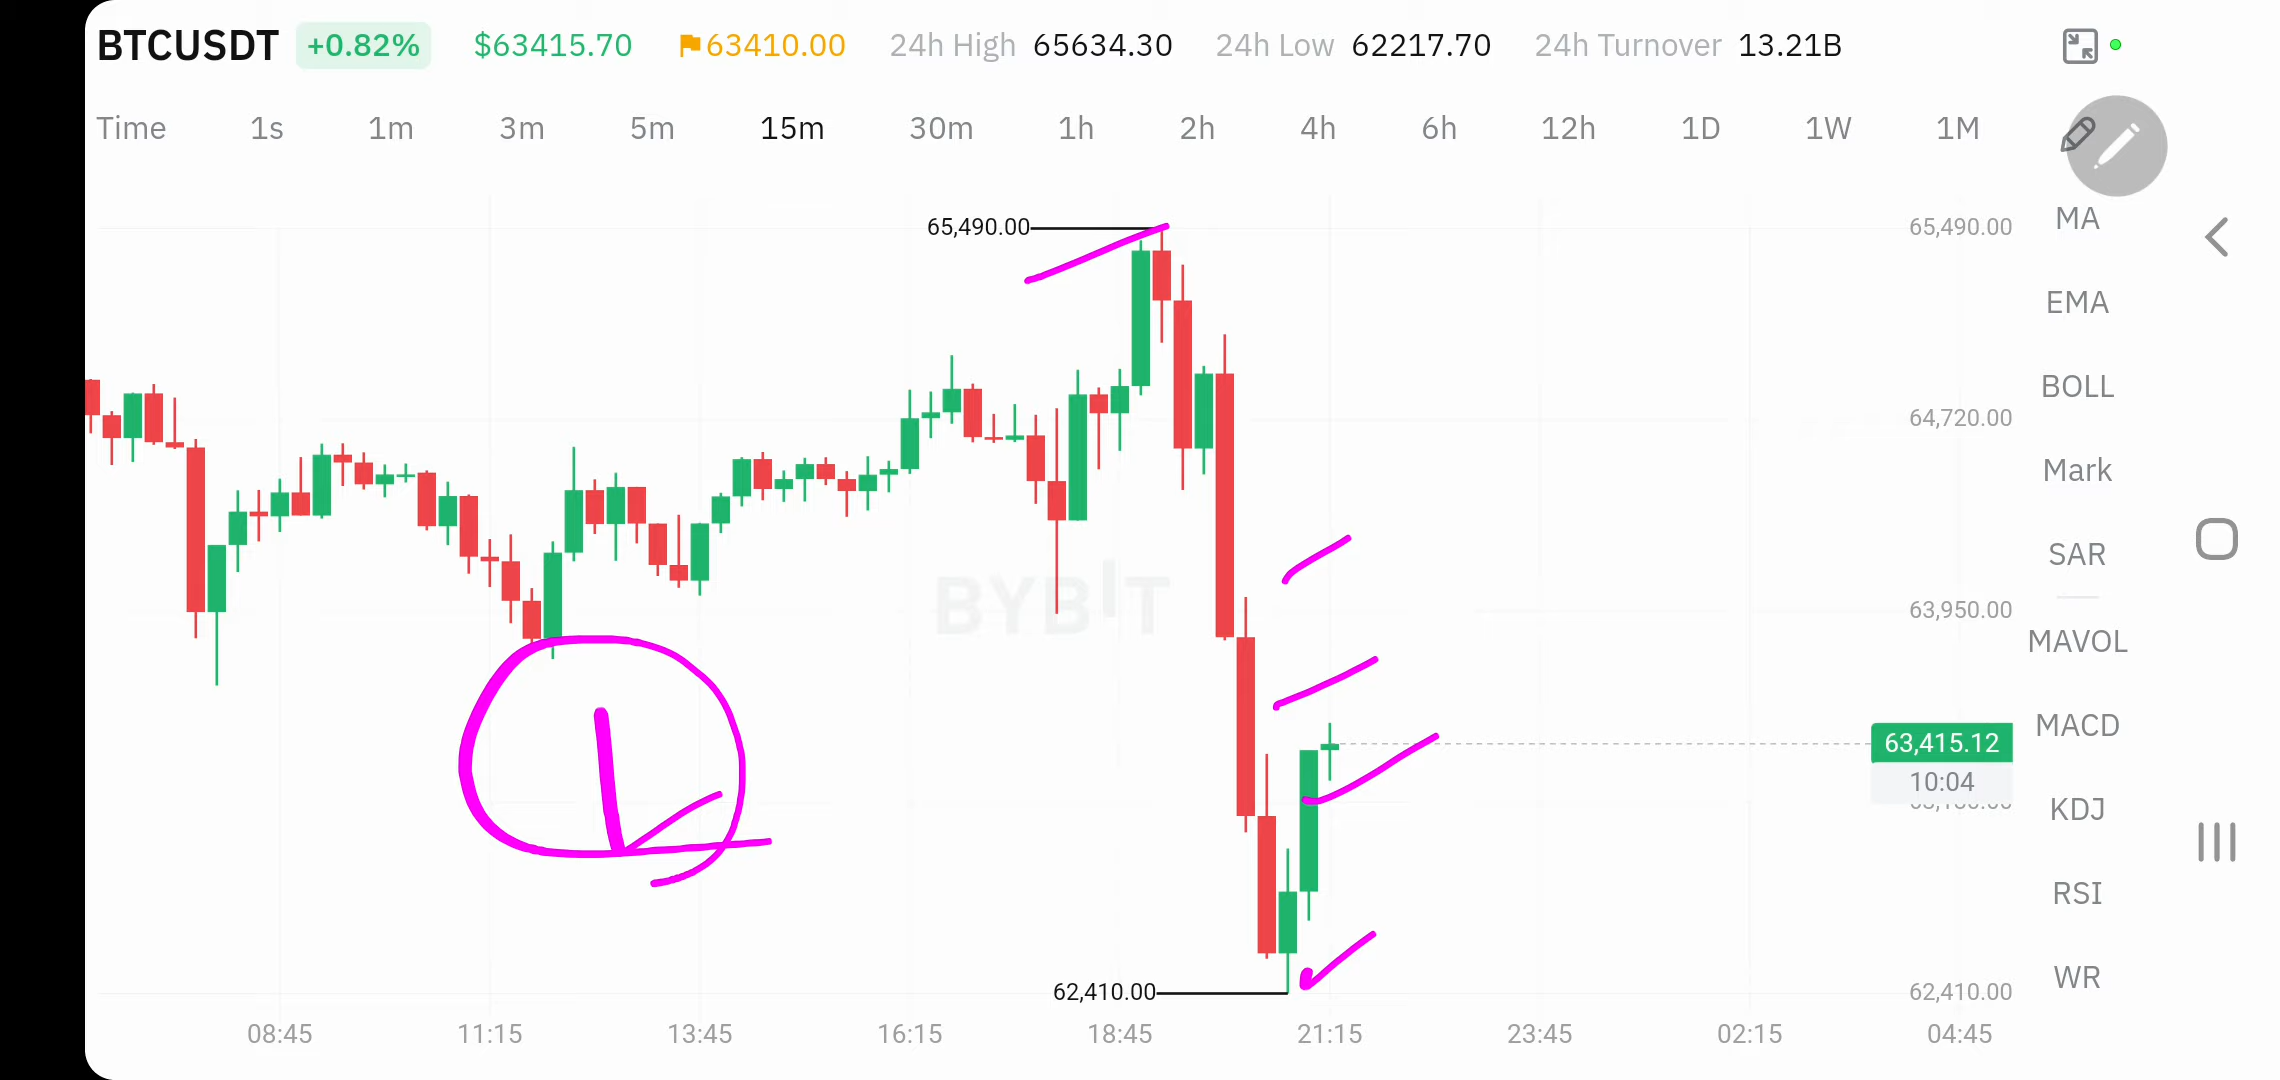 BTCUSDT +0.82% $63415.70 63410.00 24h High 65634.30 24h Low 62217.70 24h Turnover 13.21B
Time 1s 1m 3m 5m 15m 30m 1h 2h 4h 6h 12h 1D 1W 1M
MA
65,490.00 65,490.00
EMA
BOLL
64,720.00
Mark
SAR
BYBIT
63,950.00
MAVOL
L
MACD
63,415.12
10:04
KDJ
RSI
WR
62,410.00 62,410.00
08:45 11:15 13:45 16:15 18:45 21:15 23:45 02:15 04:45